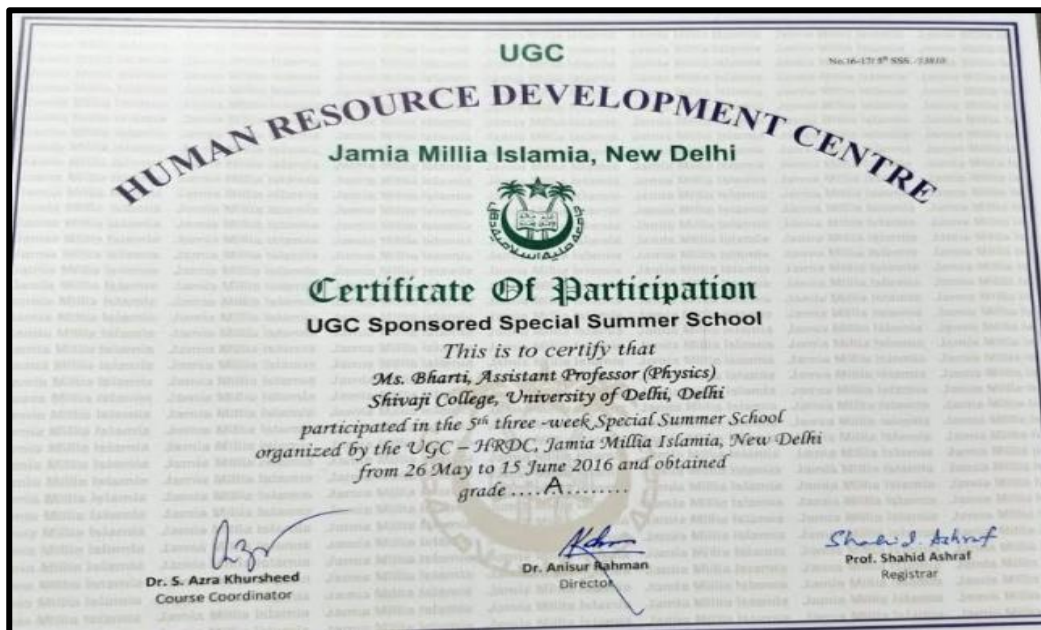 UGC
No.16-17/ 5th SSS
HUMAN RESOURCE DEVELOPMENT CENTRE
Jamia Millia Islamia, New Delhi
Certificate Of Participation
UGC Sponsored Special Summer School
This is to certify that
Ms. Bharti, Assistant Professor (Physics)
Shivaji College, University of Delhi, Delhi
participated in the 5th three -week Special Summer School
organized by the UGC – HRDC, Jamia Millia Islamia, New Delhi
from 26 May to 15 June 2016 and obtained
grade ....A.........
Shahid Ashraf
Dr. S. Azra Khursheed
Course Coordinator
Dr. Anisur Rahman
Director
Prof. Shahid Ashraf
Registrar